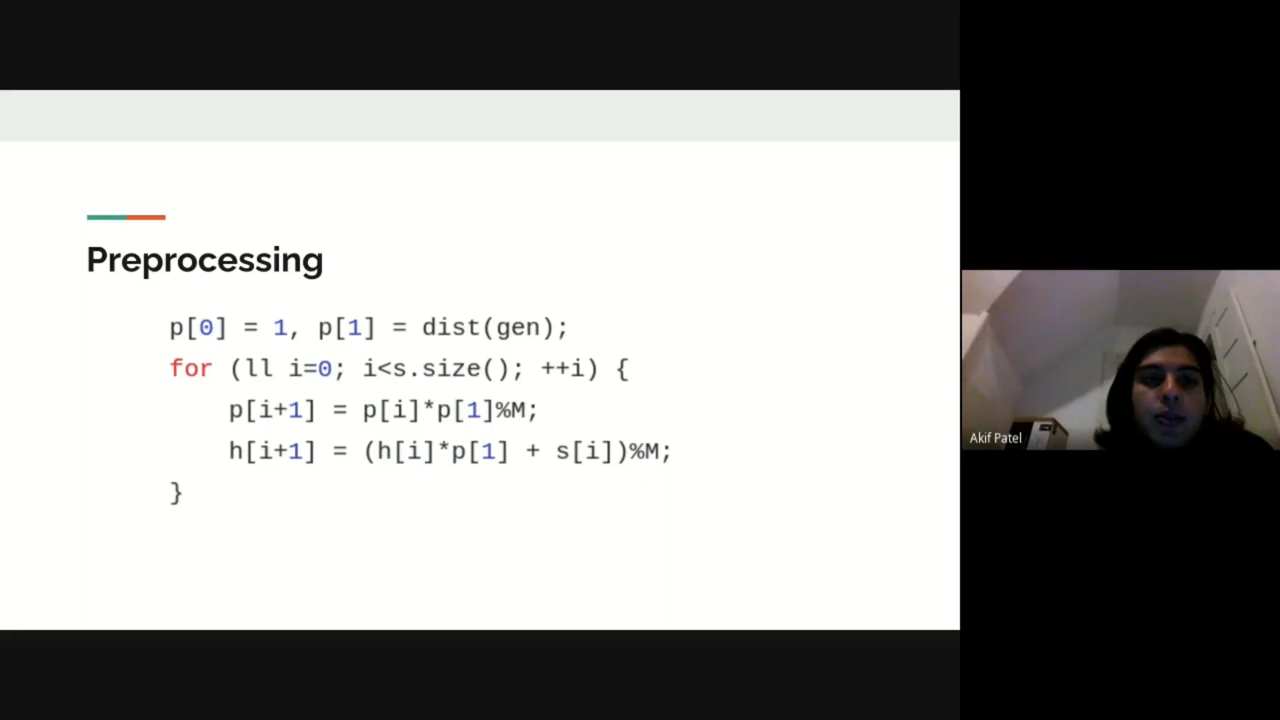 Preprocessing
p[0] = 1, p[1] = dist(gen);
for (ll i=0; i<s.size(); ++i) {
    p[i+1] = p[i]*p[1]%M;
    h[i+1] = (h[i]*p[1] + s[i])%M;
}
Akif Patel